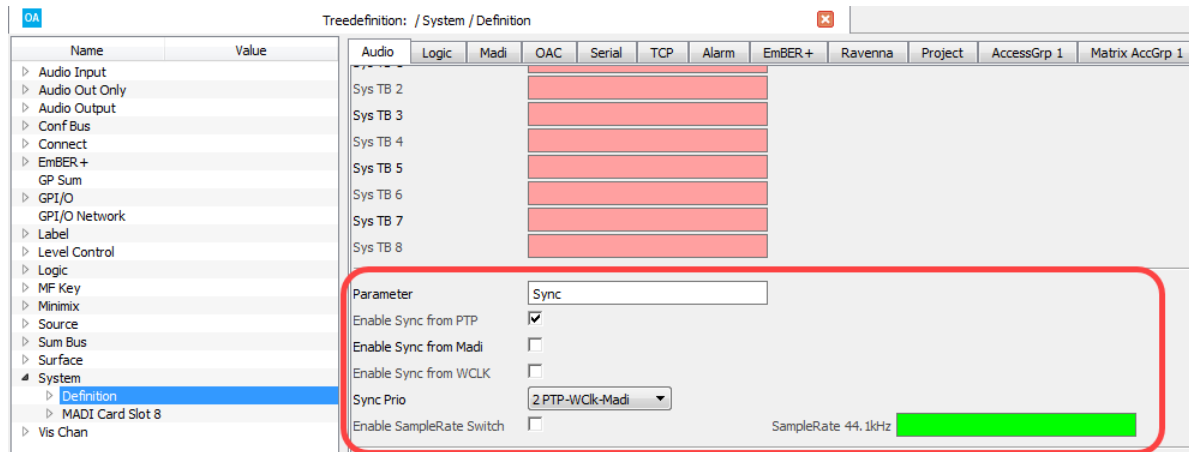 OA
Treedefinition: / System / Definition
Name Value
Audio Input
Audio Out Only
Audio Output
Conf Bus
Connect
EmBER+
GP Sum
GPI/O
GPI/O Network
Label
Level Control
Logic
MF Key
Minimix
Source
Sum Bus
Surface
System
Definition
MADI Card Slot 8
Vis Chan
Audio Logic Madi OAC Serial TCP Alarm EmBER+ Ravenna Project AccessGrp 1 Matrix AccGrp 1
Sys TB 2
Sys TB 3
Sys TB 4
Sys TB 5
Sys TB 6
Sys TB 7
Sys TB 8
Parameter Sync
Enable Sync from PTP
Enable Sync from Madi
Enable Sync from WCLK
Sync Prio 2 PTP-WClk-Madi
Enable SampleRate Switch SampleRate 44.1kHz